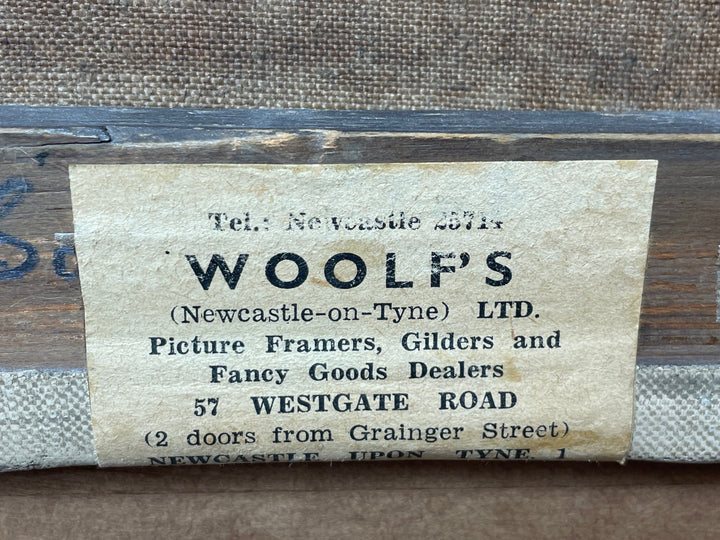 Tel.: Newcastle 25714
WOOLF'S
(Newcastle-on-Tyne) LTD.
Picture Framers, Gilders and
Fancy Goods Dealers
57 WESTGATE ROAD
(2 doors from Grainger Street)
NEWCASTLE UPON TYNE, 1